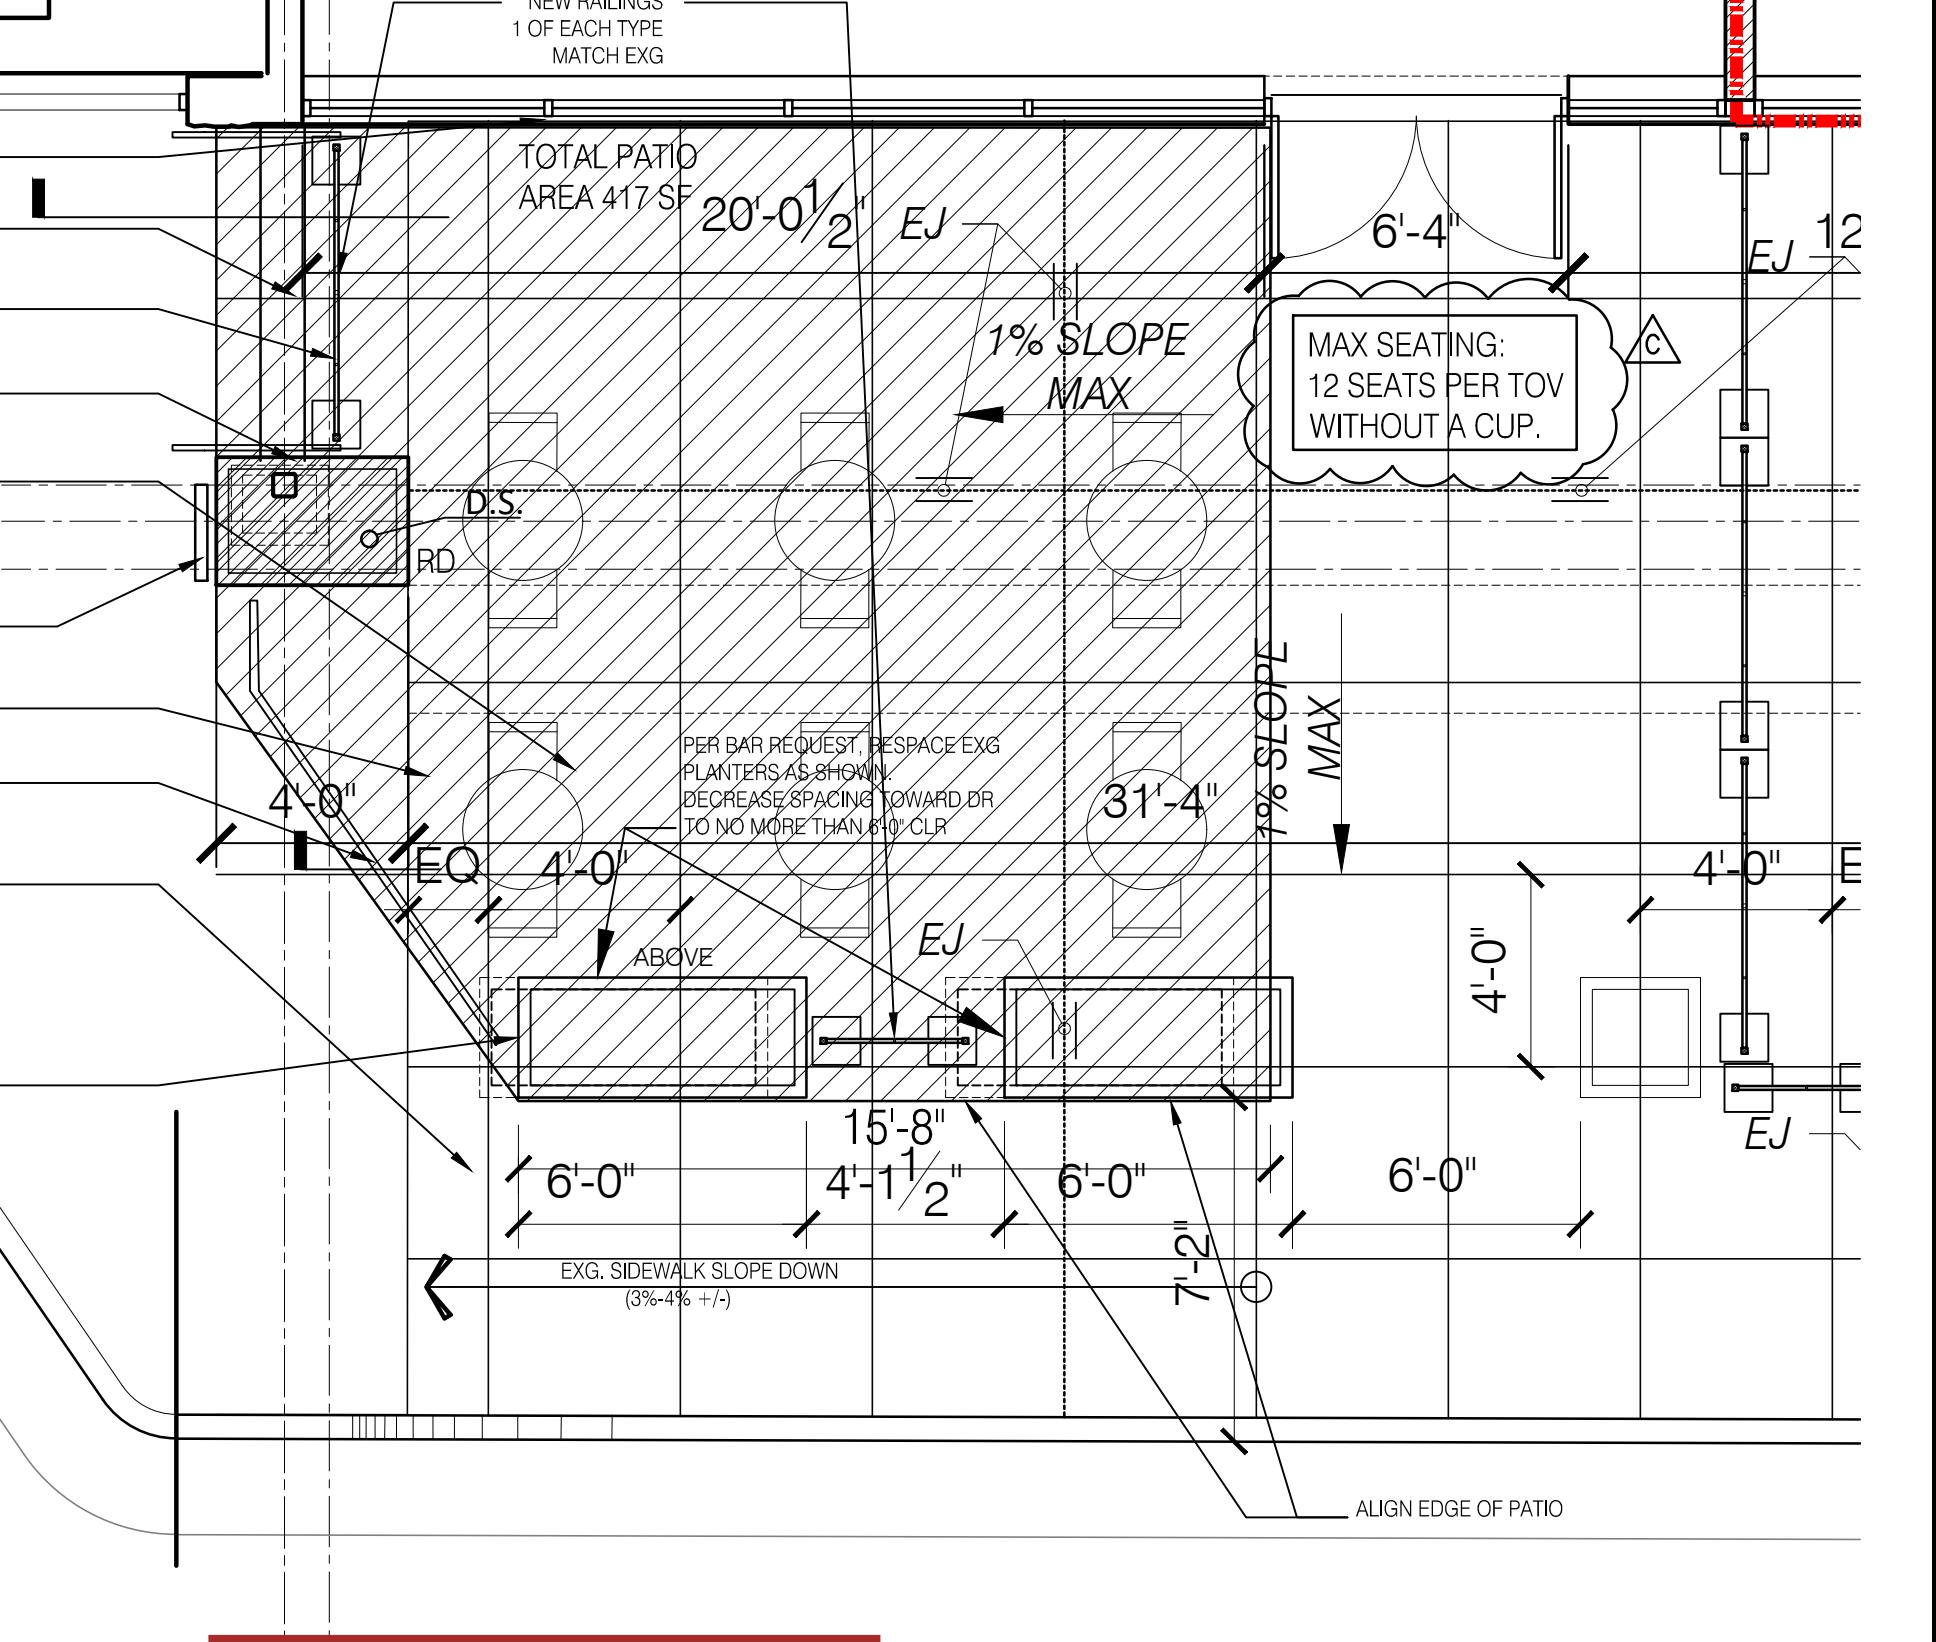 NEW RAILINGS
1 OF EACH TYPE
MATCH EXG
TOTAL PATIO
AREA 417 SF
20'-0 1/2"
EJ
6'-4"
EJ
12
1% SLOPE
MAX
MAX SEATING:
12 SEATS PER TOV
WITHOUT A CUP.
C
D.S.
RD
1% SLOPE
MAX
PER BAR REQUEST, RESPACE EXG
PLANTERS AS SHOWN.
DECREASE SPACING TOWARD DR
TO NO MORE THAN 6'-0" CLR
4'-0"
31'-4"
EQ
4'-0"
4'-0"
E
4'-0"
EJ
ABOVE
15'-8"
EJ
6'-0"
4'-1 1/2"
6'-0"
6'-0"
7'-2"
EXG. SIDEWALK SLOPE DOWN
(3%-4% +/-)
ALIGN EDGE OF PATIO